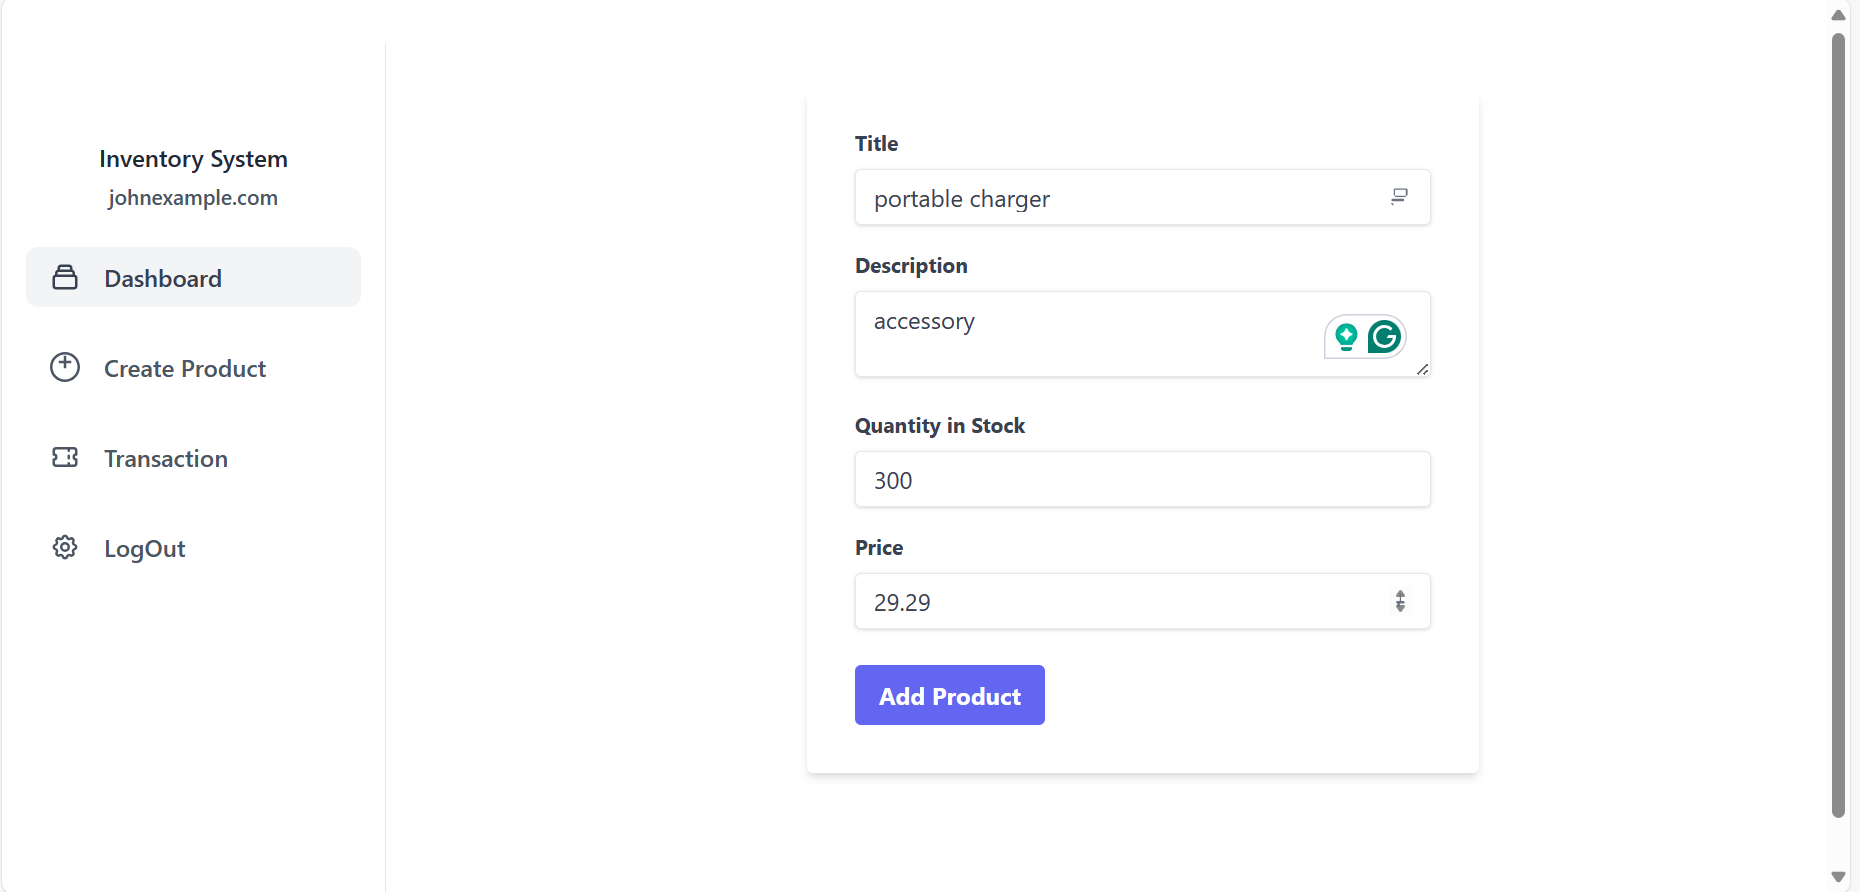 Inventory System
johnexample.com
Dashboard
Create Product
Transaction
LogOut
Title
portable charger
Description
accessory
Quantity in Stock
300
Price
29.29
Add Product